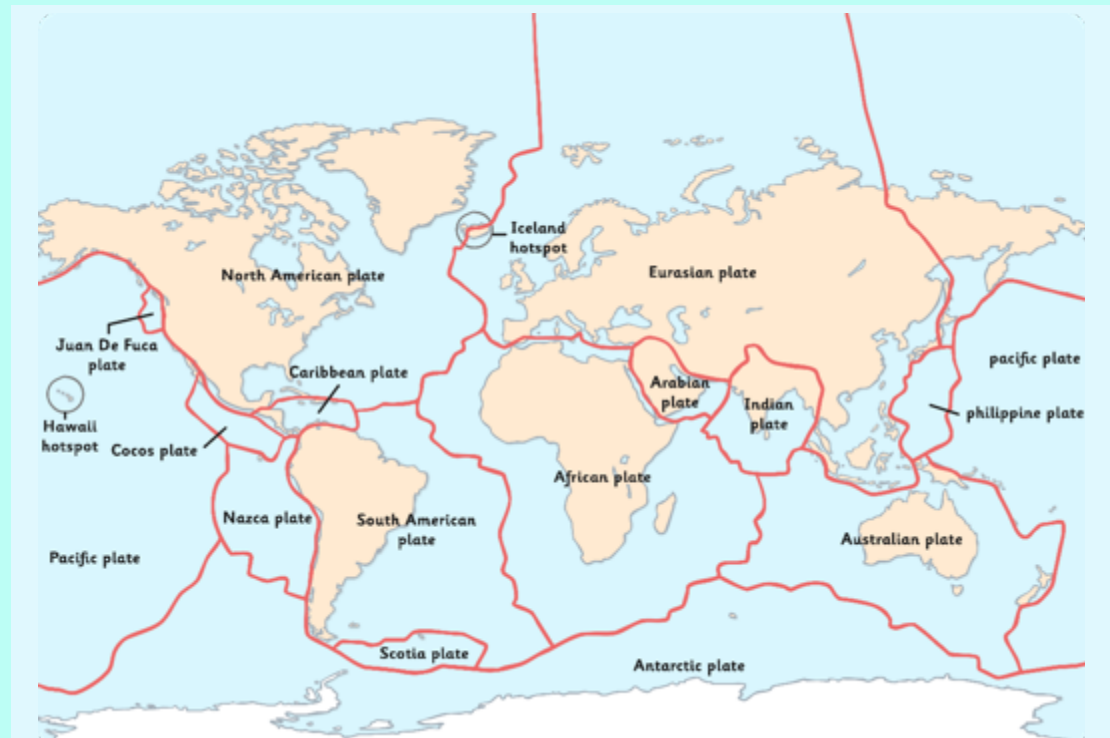 Iceland
hotspot
North American plate
Eurasian plate
Juan De Fuca
plate
Caribbean plate
pacific plate
Arabian
plate
Indian
plate
philippine plate
Hawaii
hotspot
Cocos plate
African plate
Nazca plate
South American
plate
Australian plate
Pacific plate
Scotia plate
Antarctic plate